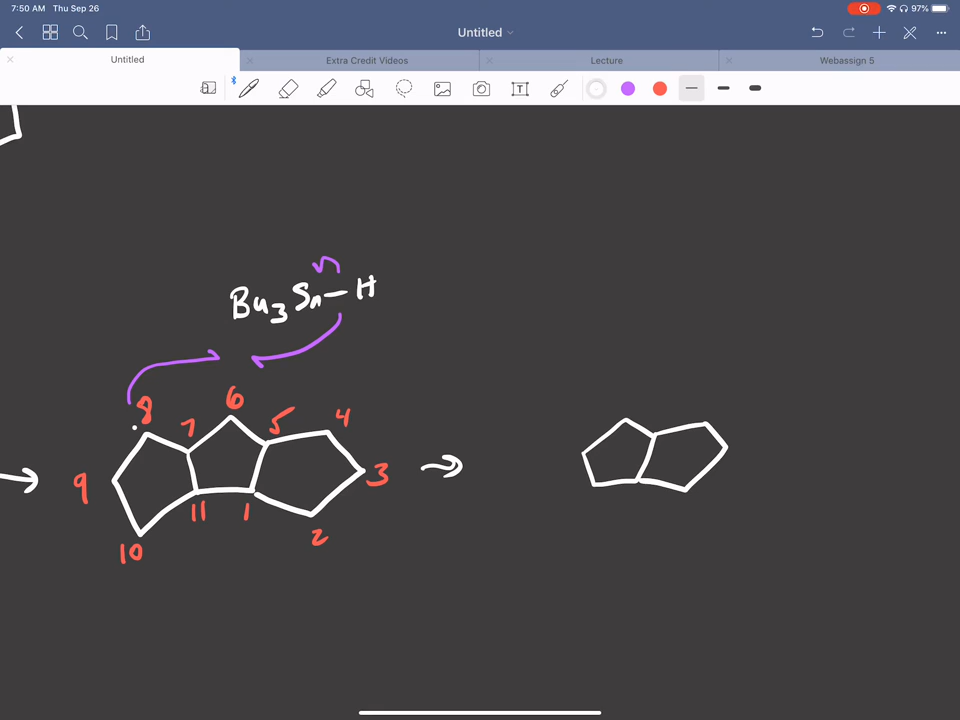 7:50 AM Thu Sep 26
97%
Untitled
Untitled
Extra Credit Videos
Lecture
Webassign 5
T
Bu3Sn—H
8
7
6
5
4
9
3
11
1
2
10